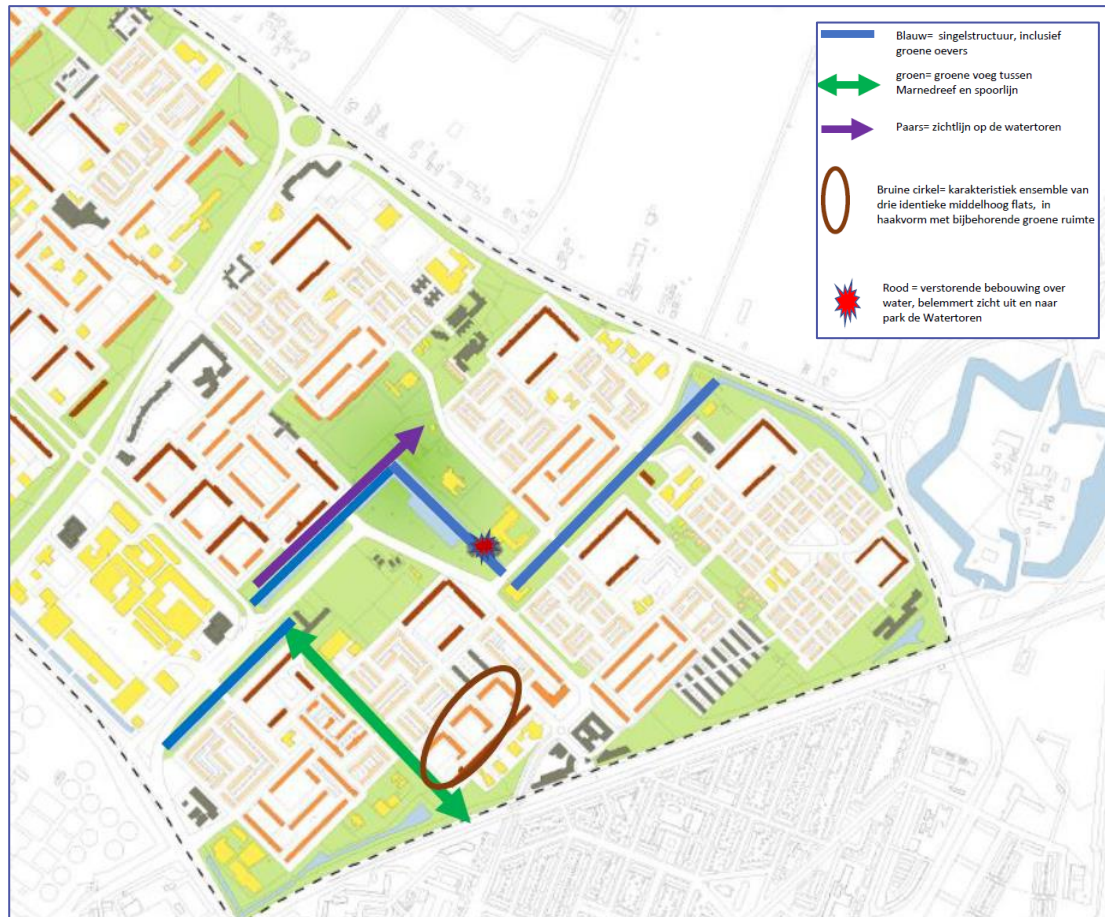 Blauw= singelstructuur, inclusief
groene oevers
groen= groene voeg tussen
Marnedreef en spoorlijn
Paars= zichtlijn op de watertoren
Bruine cirkel= karakteristiek ensemble van
drie identieke middelhoog flats, in
haakvorm met bijbehorende groene ruimte
Rood = verstorende bebouwing over
water, belemmert zicht uit en naar
park de Watertoren